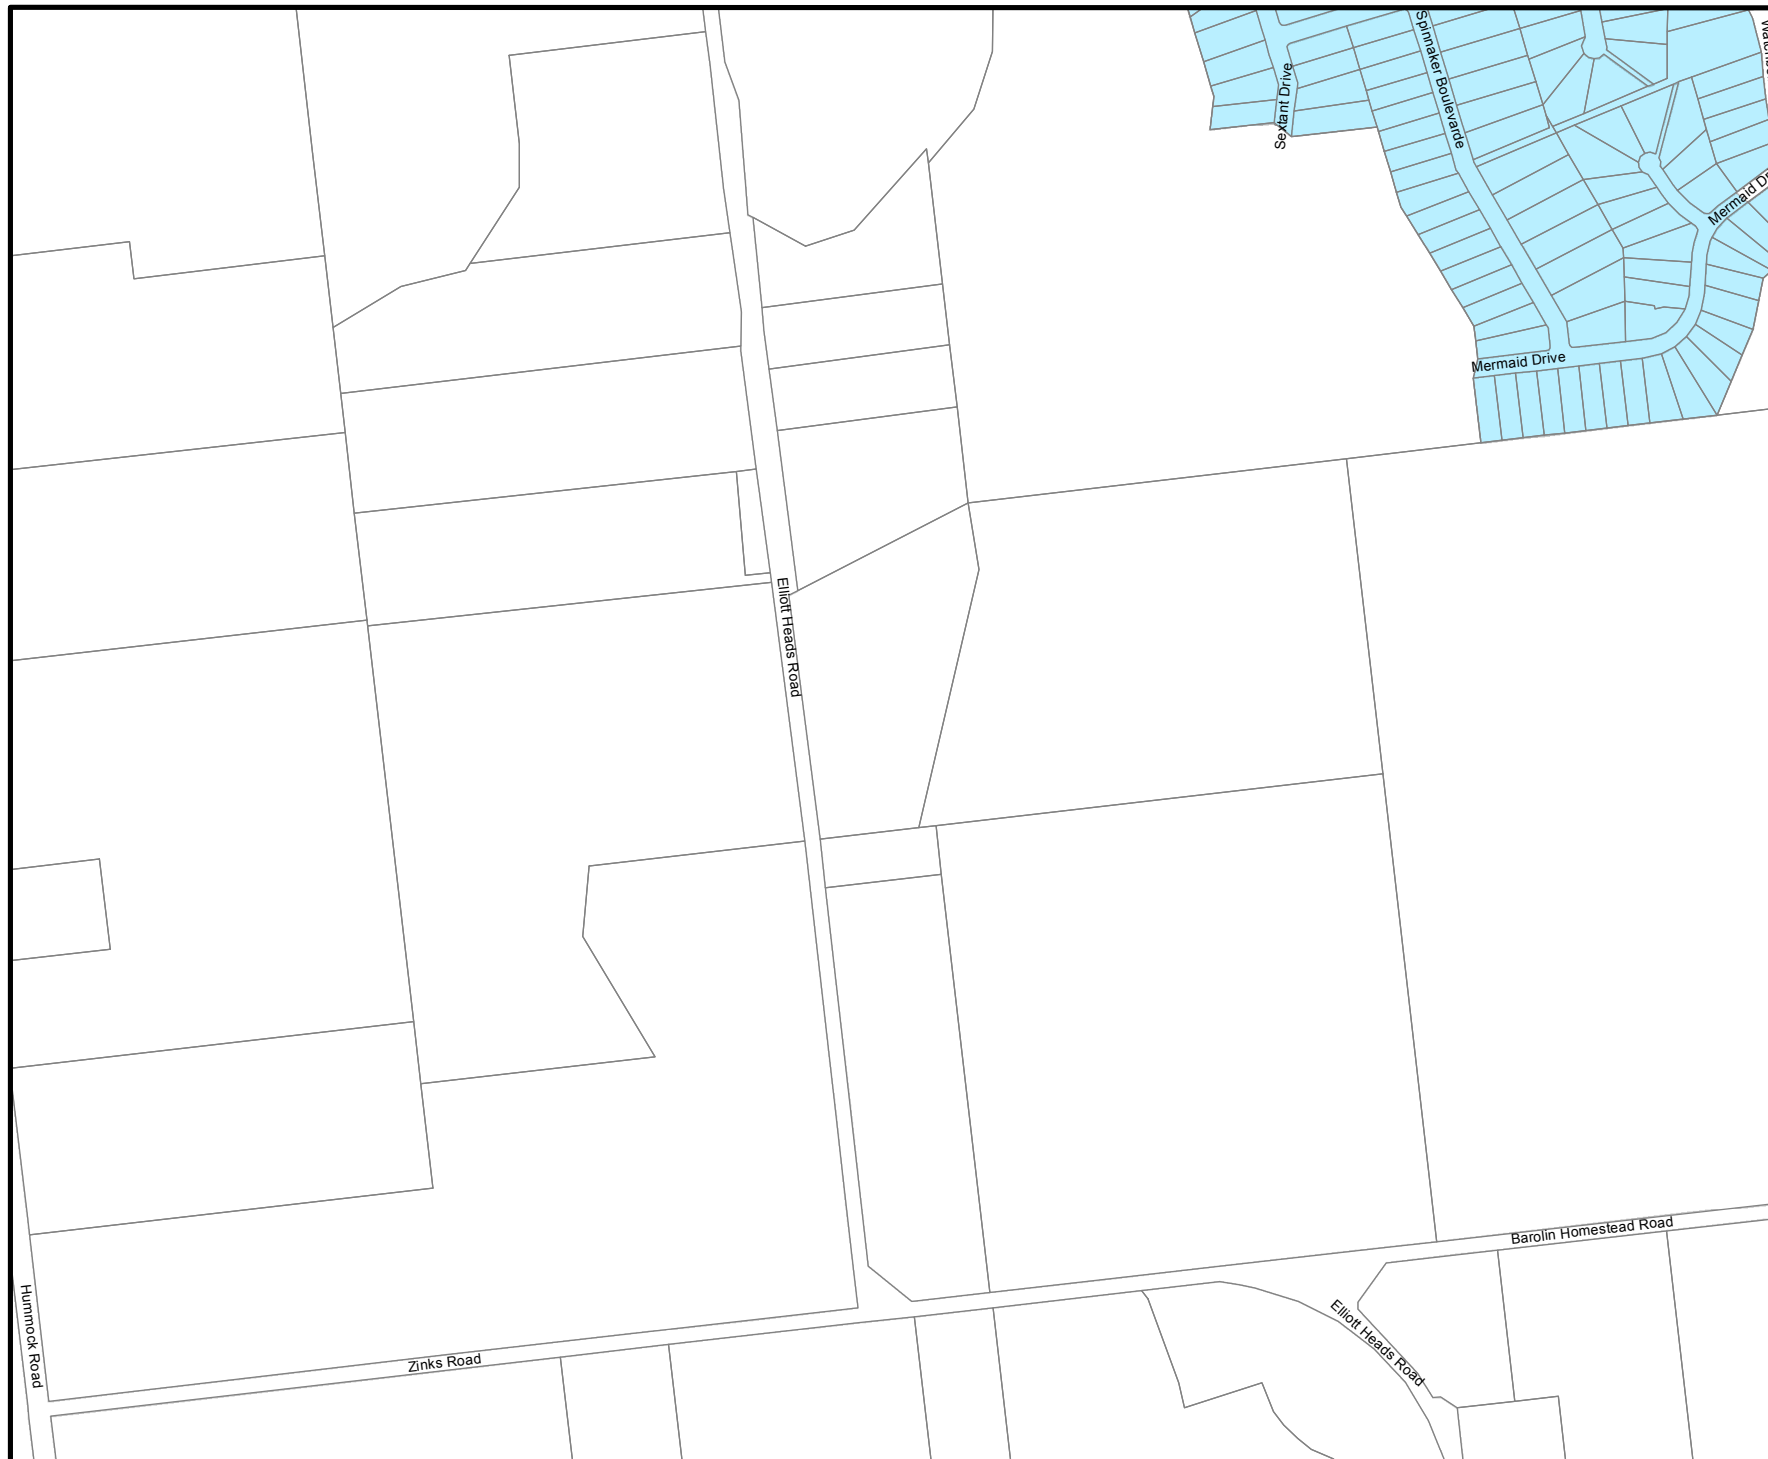 Spinnaker Boulevarde
Sextant Drive
Mermaid
Mermaid Drive
Elliott Heads Road
Barolin Homestead Road
Elliott Heads Road
Hummock Road
Zinks Road